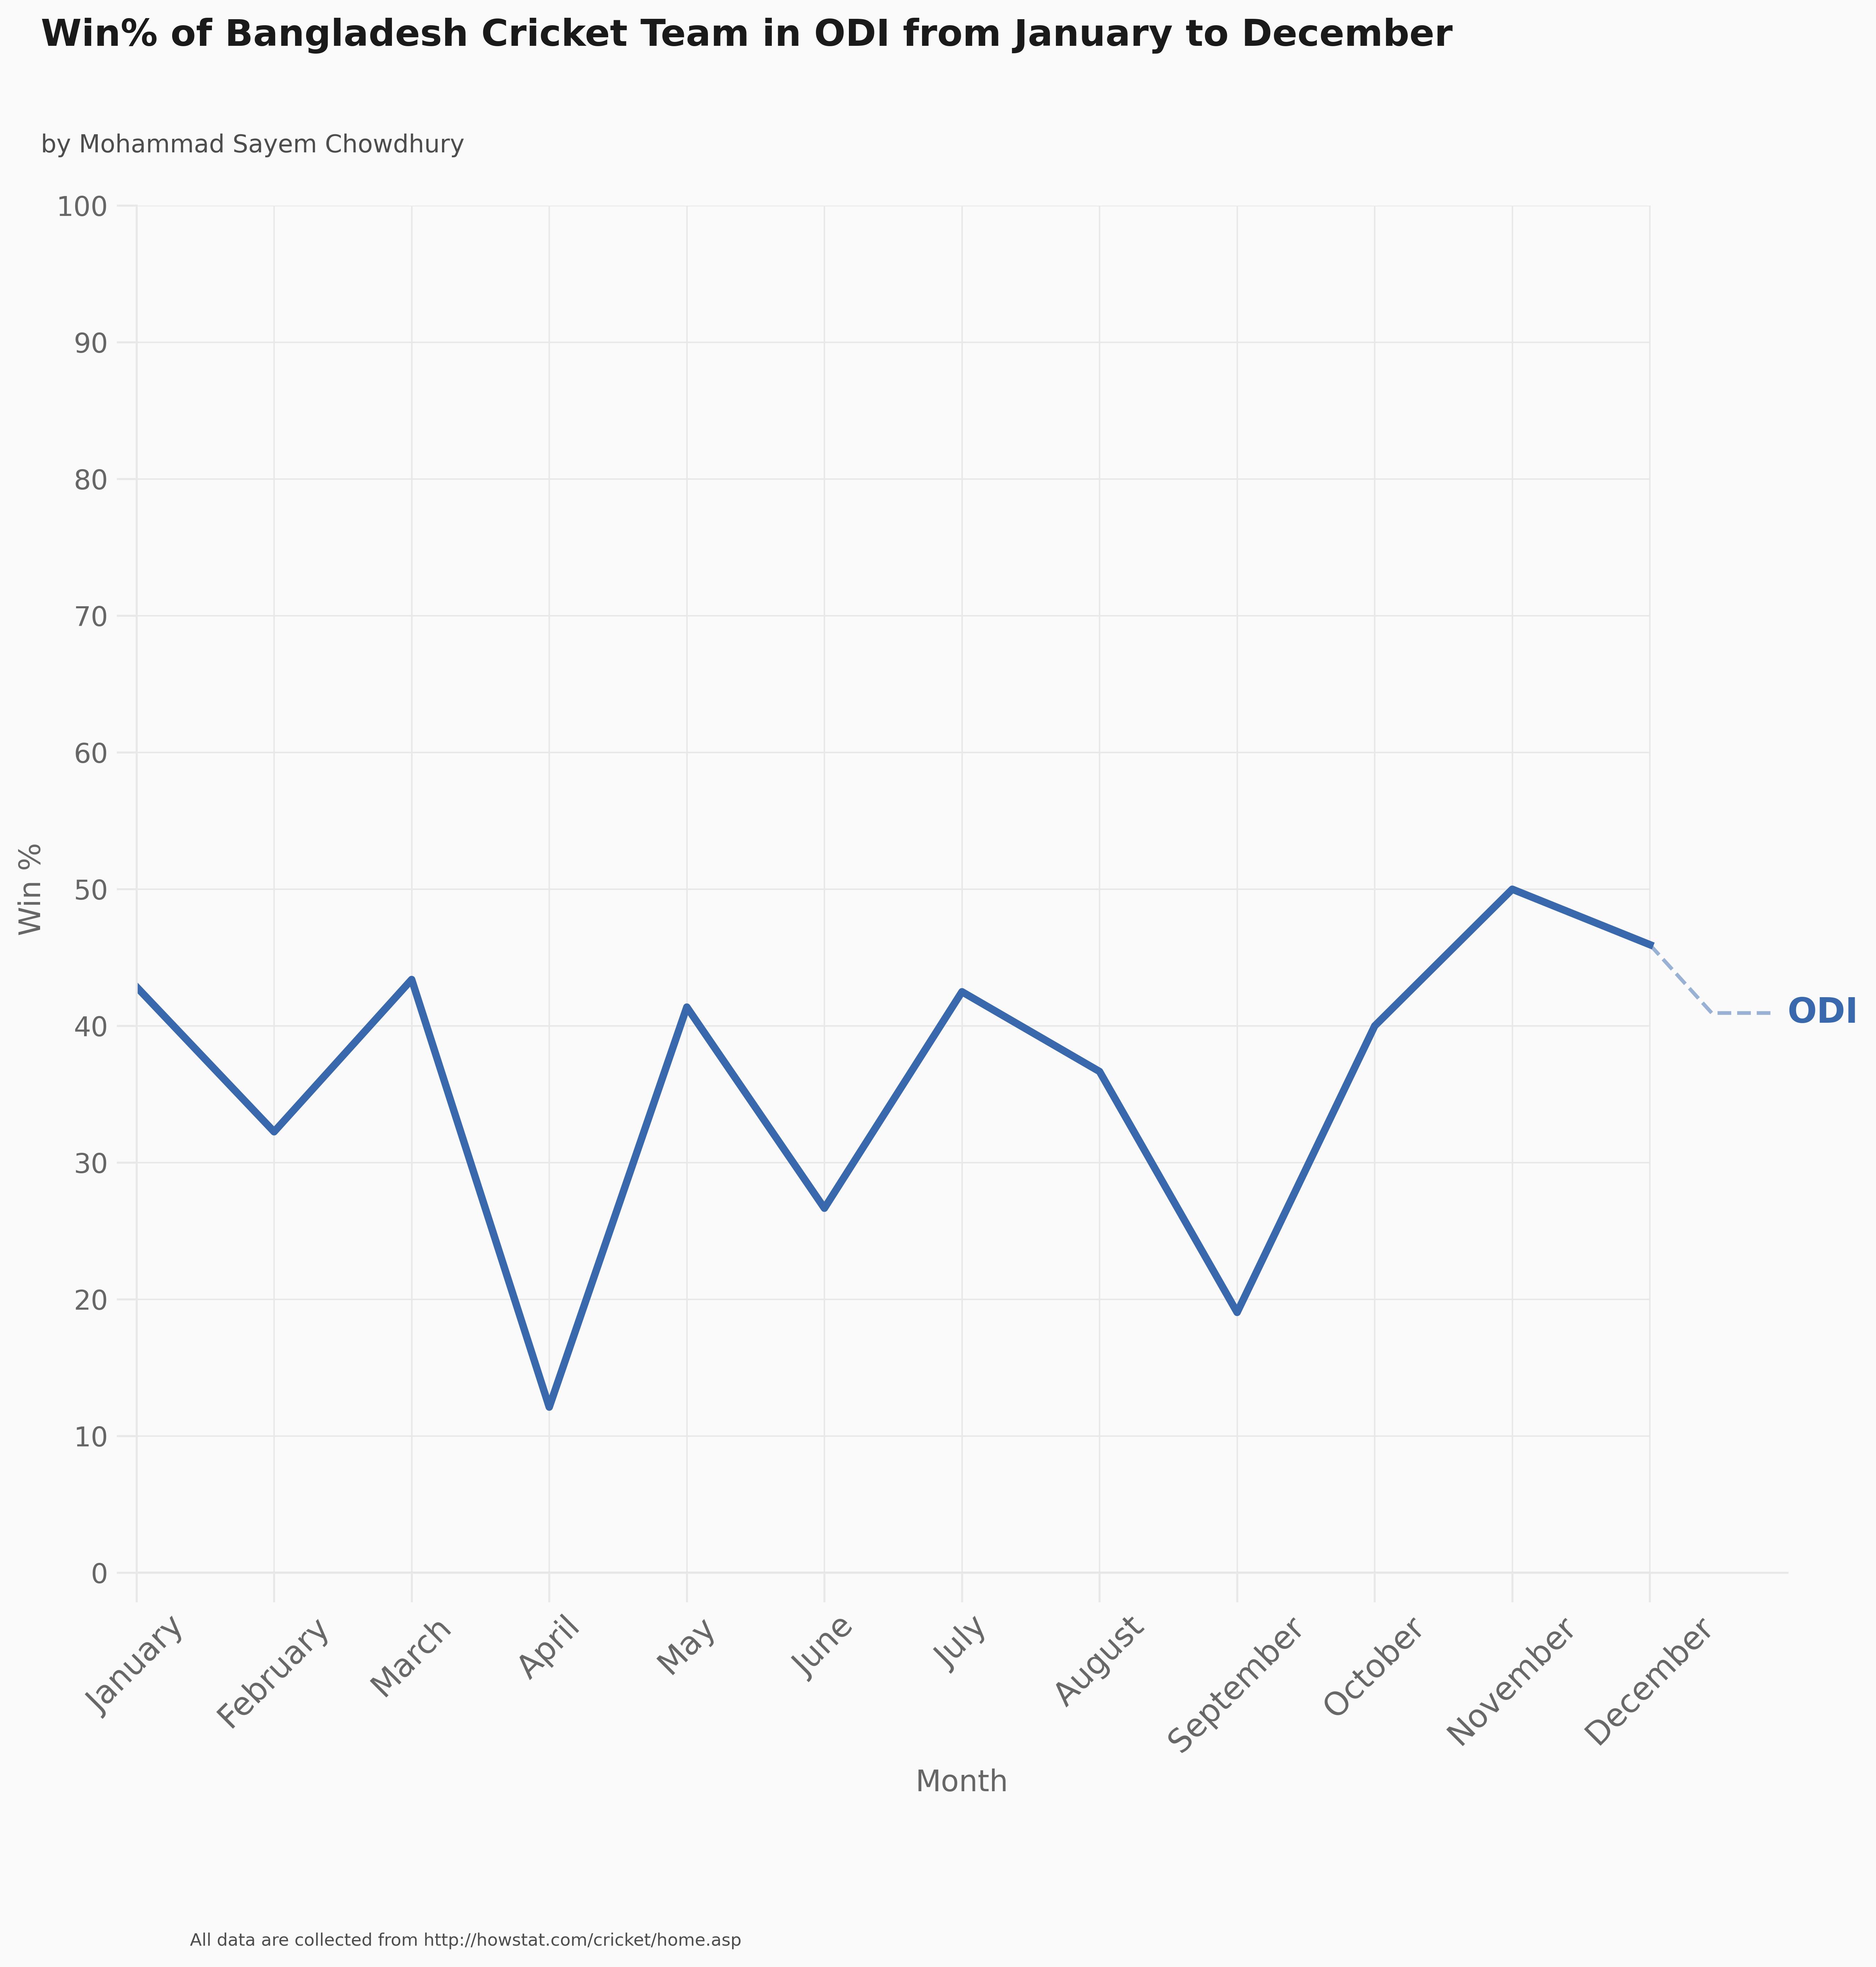 Win% of Bangladesh Cricket Team in ODI from January to December
by Mohammad Sayem Chowdhury
100
90
80
70
60
50
40
30
20
10
0
Win %
ODI
January
February
March
April
May
June
July
August
September
October
November
December
Month
All data are collected from http://howstat.com/cricket/home.asp